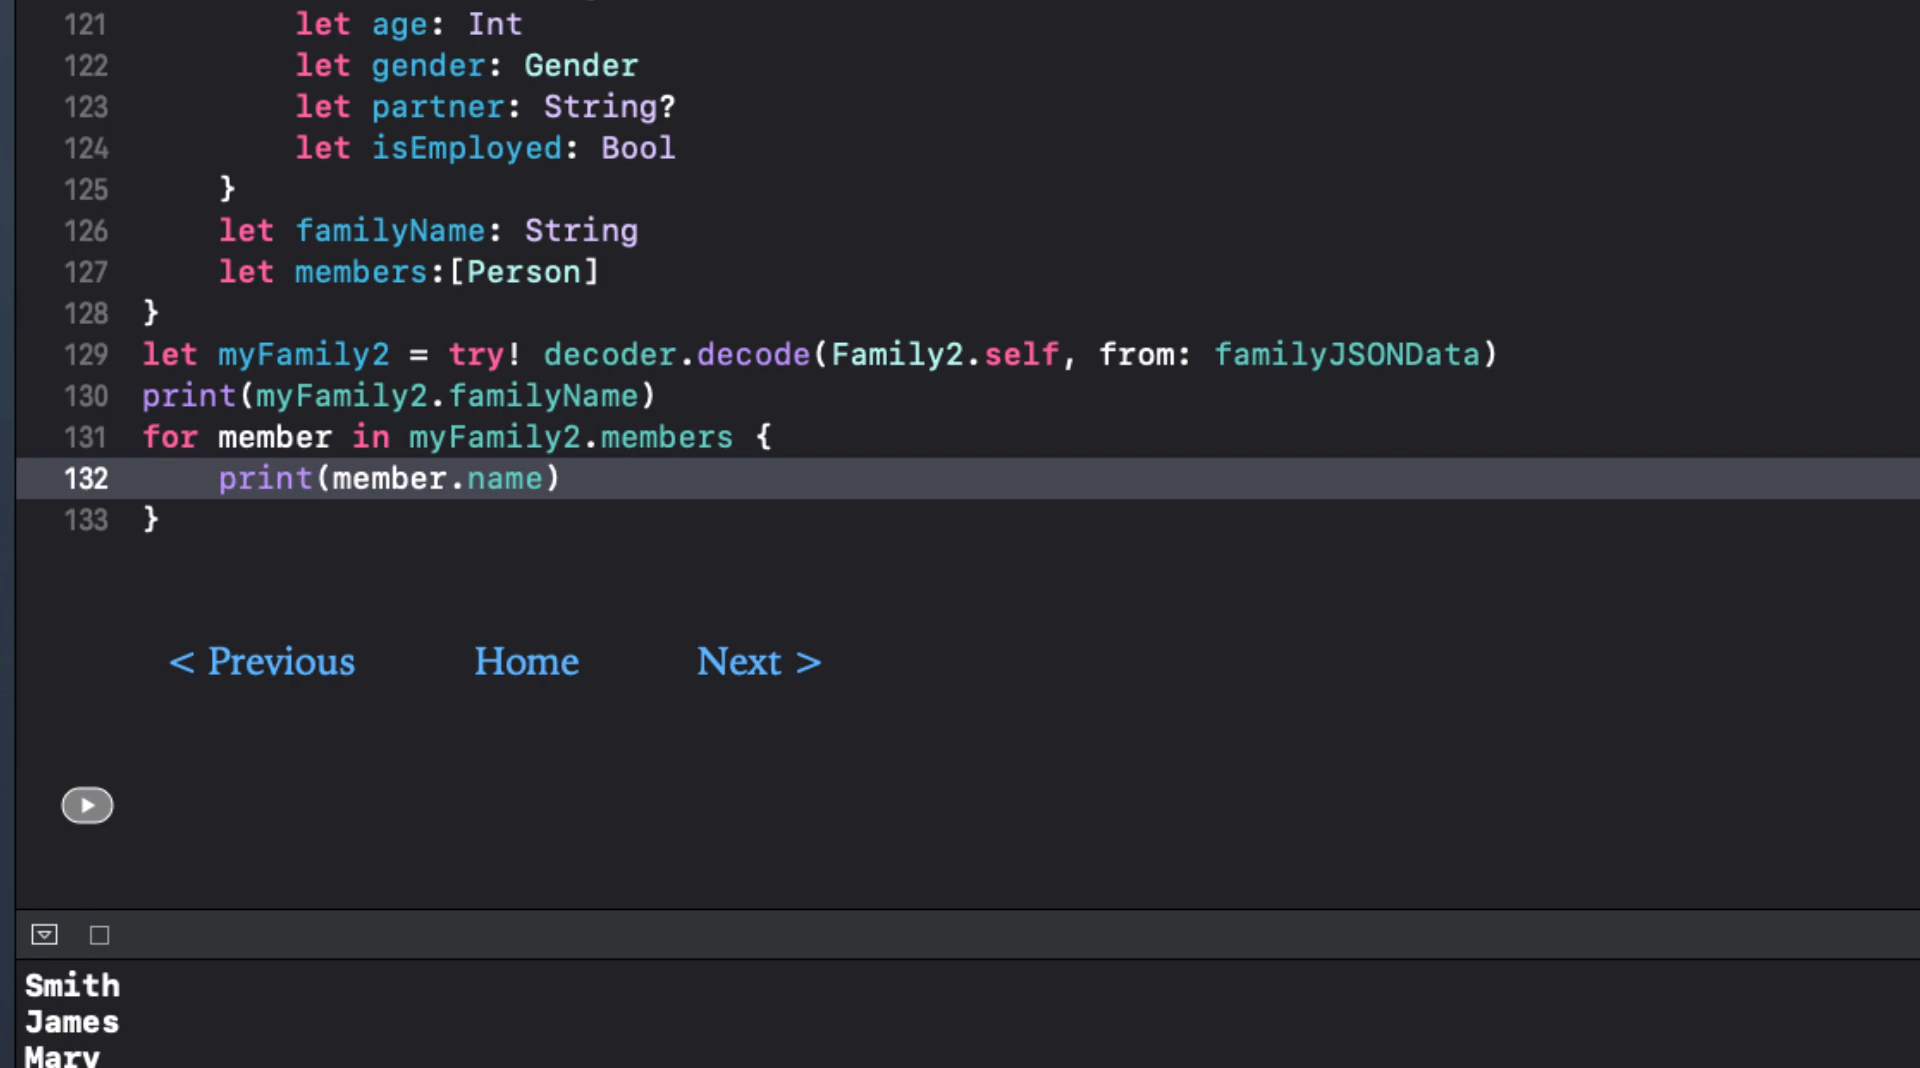 121 let age: Int
122 let gender: Gender
123 let partner: String?
124 let isEmployed: Bool
125 }
126 let familyName: String
127 let members:[Person]
128 }
129 let myFamily2 = try! decoder.decode(Family2.self, from: familyJSONData)
130 print(myFamily2.familyName)
131 for member in myFamily2.members {
132 print(member.name)
133 }
< Previous Home Next >
Smith
James
Mary